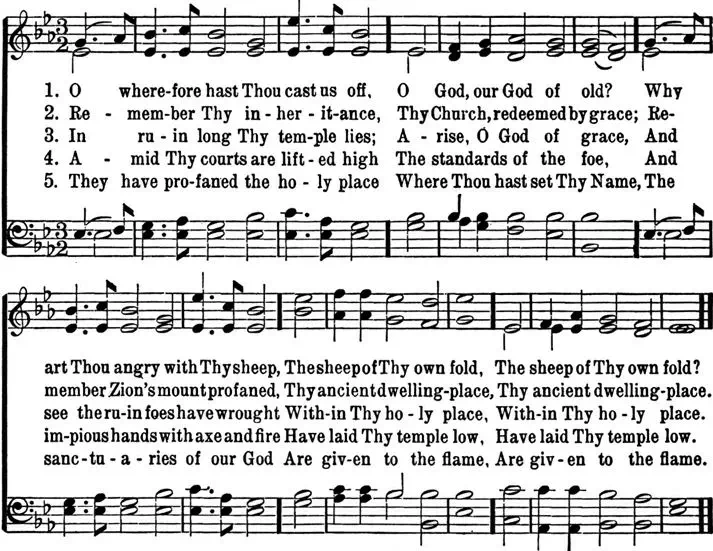 3 2
1. O where-fore hast Thou cast us off, O God, our God of old? Why
2. Re - mem-ber Thy in-her-it-ance, Thy Church, redeemed by grace; Re-
3. In ru - in long Thy tem-ple lies; A - rise, O God of grace, And
4. A - mid Thy courts are lift-ed high The standards of the foe, And
5. They have pro-faned the ho - ly place Where Thou hast set Thy Name, The
3 2
art Thou angry with Thy sheep, The sheep of Thy own fold, The sheep of Thy own fold?
member Zion's mount profaned, Thy ancient dwelling-place, Thy ancient dwelling-place.
see the ru-in foes have wrought With-in Thy ho - ly place, With-in Thy ho - ly place.
im-pious hands with axe and fire Have laid Thy temple low, Have laid Thy temple low.
sanc-tu - a - ries of our God Are giv-en to the flame, Are giv-en to the flame.